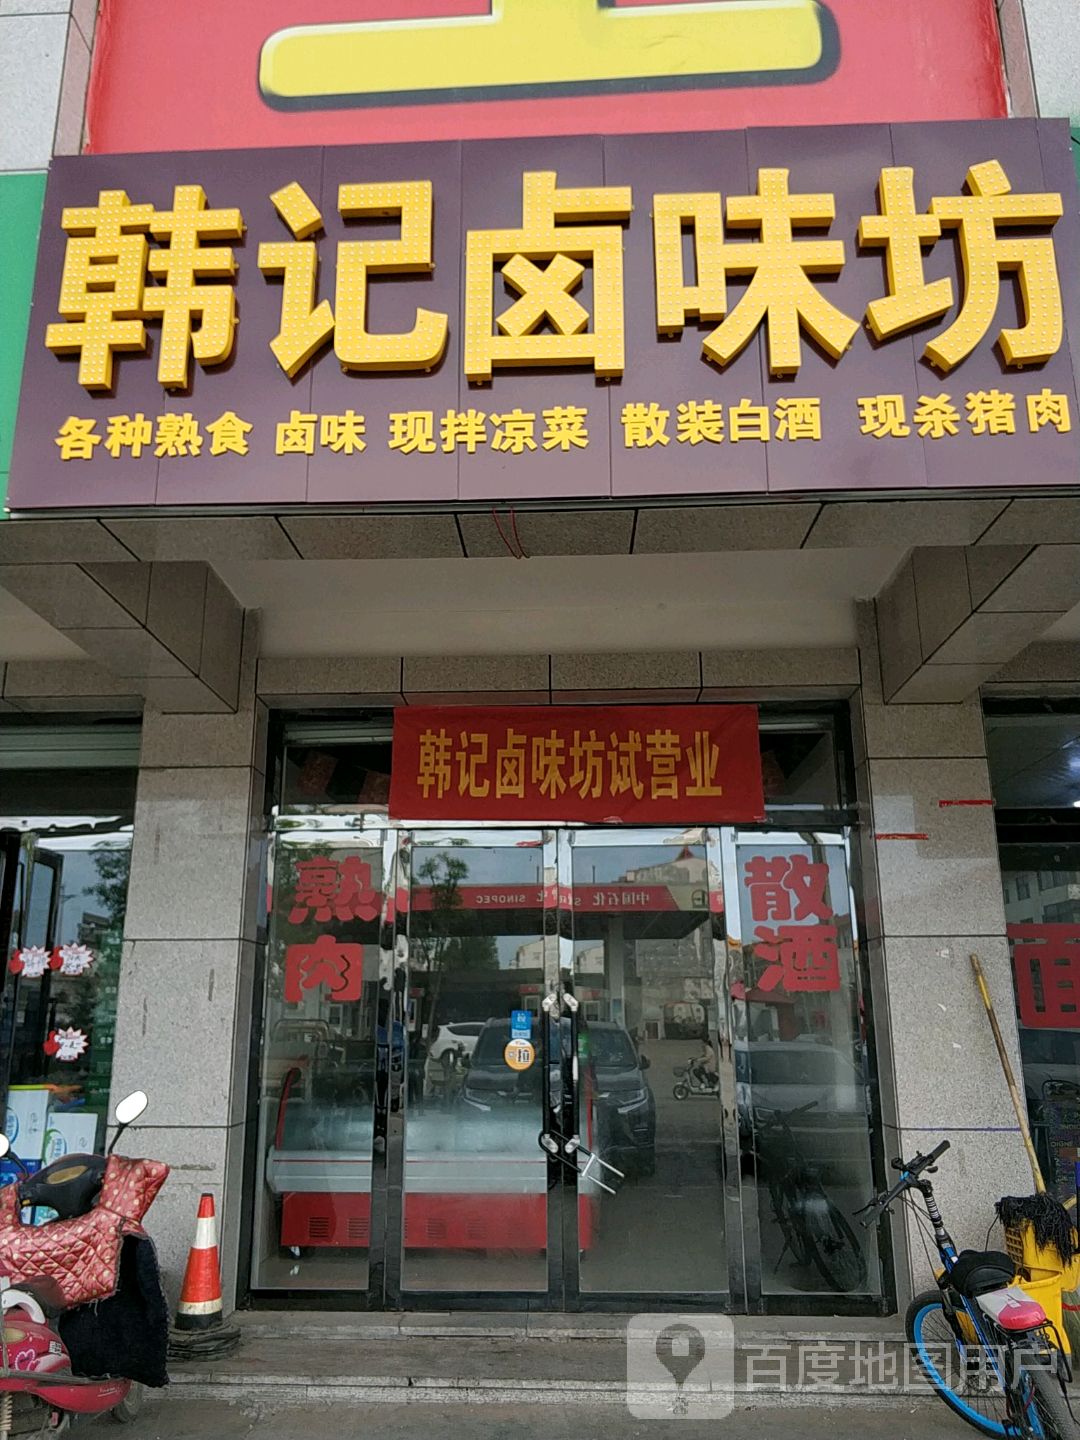 韩记卤味坊
各种熟食 卤味 现拌凉菜 散装白酒 现杀猪肉
韩记卤味坊试营业
熟肉
散酒
中国石化 SINOPEC
拉
面
百度地图用户